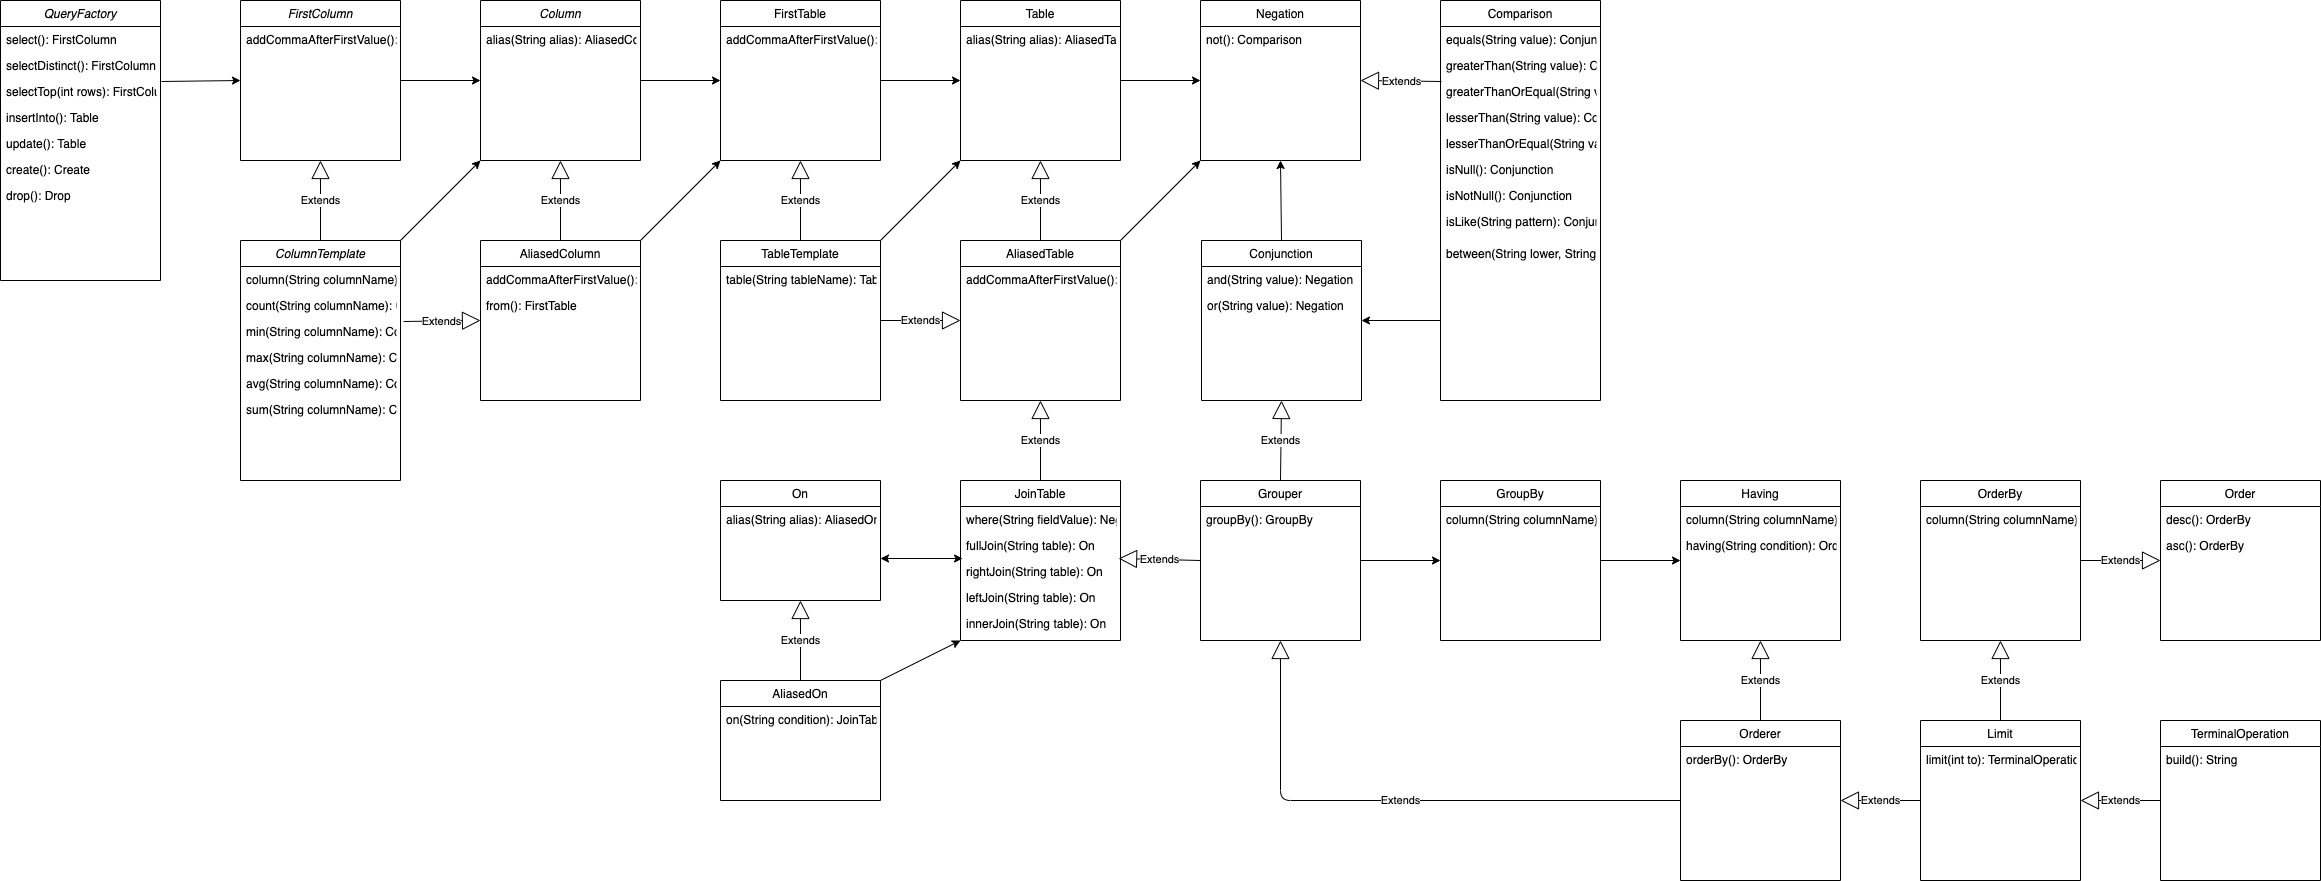 QueryFactory
select(): FirstColumn
selectDistinct(): FirstColumn
selectTop(int rows): FirstColu
insertInto(): Table
update(): Table
create(): Create
drop(): Drop
FirstColumn
addCommaAfterFirstValue():
Column
alias(String alias): AliasedCo
FirstTable
addCommaAfterFirstValue():
Table
alias(String alias): AliasedTa
Negation
not(): Comparison
Comparison
equals(String value): Conjun
greaterThan(String value): C
greaterThanOrEqual(String v
lesserThan(String value): Co
lesserThanOrEqual(String va
isNull(): Conjunction
isNotNull(): Conjunction
isLike(String pattern): Conju
between(String lower, String
Extends
Extends
Extends
Extends
Extends
ColumnTemplate
column(String columnName)
count(String columnName):
min(String columnName): Co
max(String columnName): C
avg(String columnName): Co
sum(String columnName): C
Extends
AliasedColumn
addCommaAfterFirstValue():
from(): FirstTable
TableTemplate
table(String tableName): Tab
Extends
AliasedTable
addCommaAfterFirstValue():
Conjunction
and(String value): Negation
or(String value): Negation
Extends
Extends
On
alias(String alias): AliasedOn
JoinTable
where(String fieldValue): Neg
fullJoin(String table): On
rightJoin(String table): On
leftJoin(String table): On
innerJoin(String table): On
Extends
Grouper
groupBy(): GroupBy
GroupBy
column(String columnName)
Having
column(String columnName)
having(String condition): Ord
OrderBy
column(String columnName)
Extends
Order
desc(): OrderBy
asc(): OrderBy
Extends
Extends
Extends
AliasedOn
on(String condition): JoinTab
Extends
Orderer
orderBy(): OrderBy
Extends
Limit
limit(int to): TerminalOperatic
Extends
TerminalOperation
build(): String